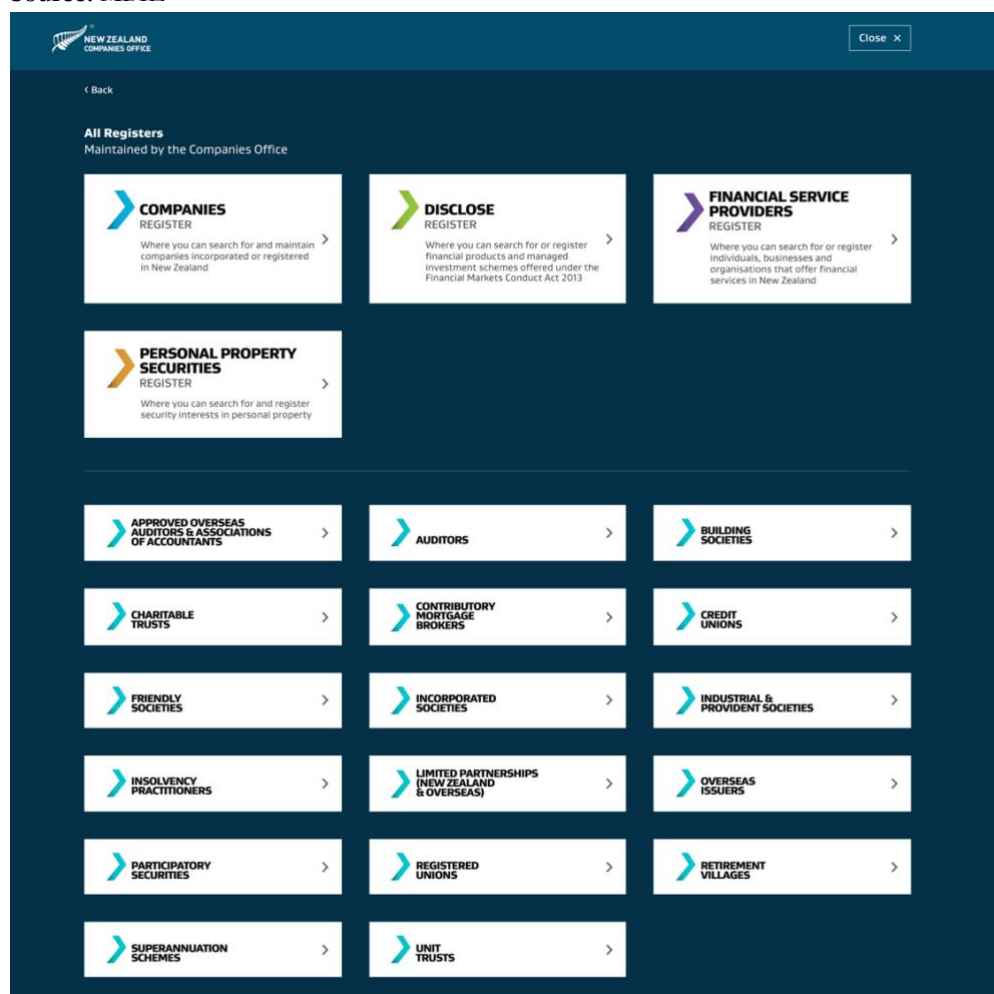 Source: MBIE
NEW ZEALAND
COMPANIES OFFICE
Close ×
‹ Back
All Registers
Maintained by the Companies Office
COMPANIES
REGISTER
Where you can search for and maintain
companies incorporated or registered
in New Zealand
DISCLOSE
REGISTER
Where you can search for or register
financial products and managed
investment schemes offered under the
Financial Markets Conduct Act 2013
FINANCIAL SERVICE
PROVIDERS
REGISTER
Where you can search for or register
individuals, businesses and
organisations that offer financial
services in New Zealand
PERSONAL PROPERTY
SECURITIES
REGISTER
Where you can search for and register
security interests in personal property
APPROVED OVERSEAS
AUDITORS & ASSOCIATIONS
OF ACCOUNTANTS
AUDITORS
BUILDING
SOCIETIES
CHARITABLE
TRUSTS
CONTRIBUTORY
MORTGAGE
BROKERS
CREDIT
UNIONS
FRIENDLY
SOCIETIES
INCORPORATED
SOCIETIES
INDUSTRIAL &
PROVIDENT SOCIETIES
INSOLVENCY
PRACTITIONERS
LIMITED PARTNERSHIPS
(NEW ZEALAND
& OVERSEAS)
OVERSEAS
ISSUERS
PARTICIPATORY
SECURITIES
REGISTERED
UNIONS
RETIREMENT
VILLAGES
SUPERANNUATION
SCHEMES
UNIT
TRUSTS